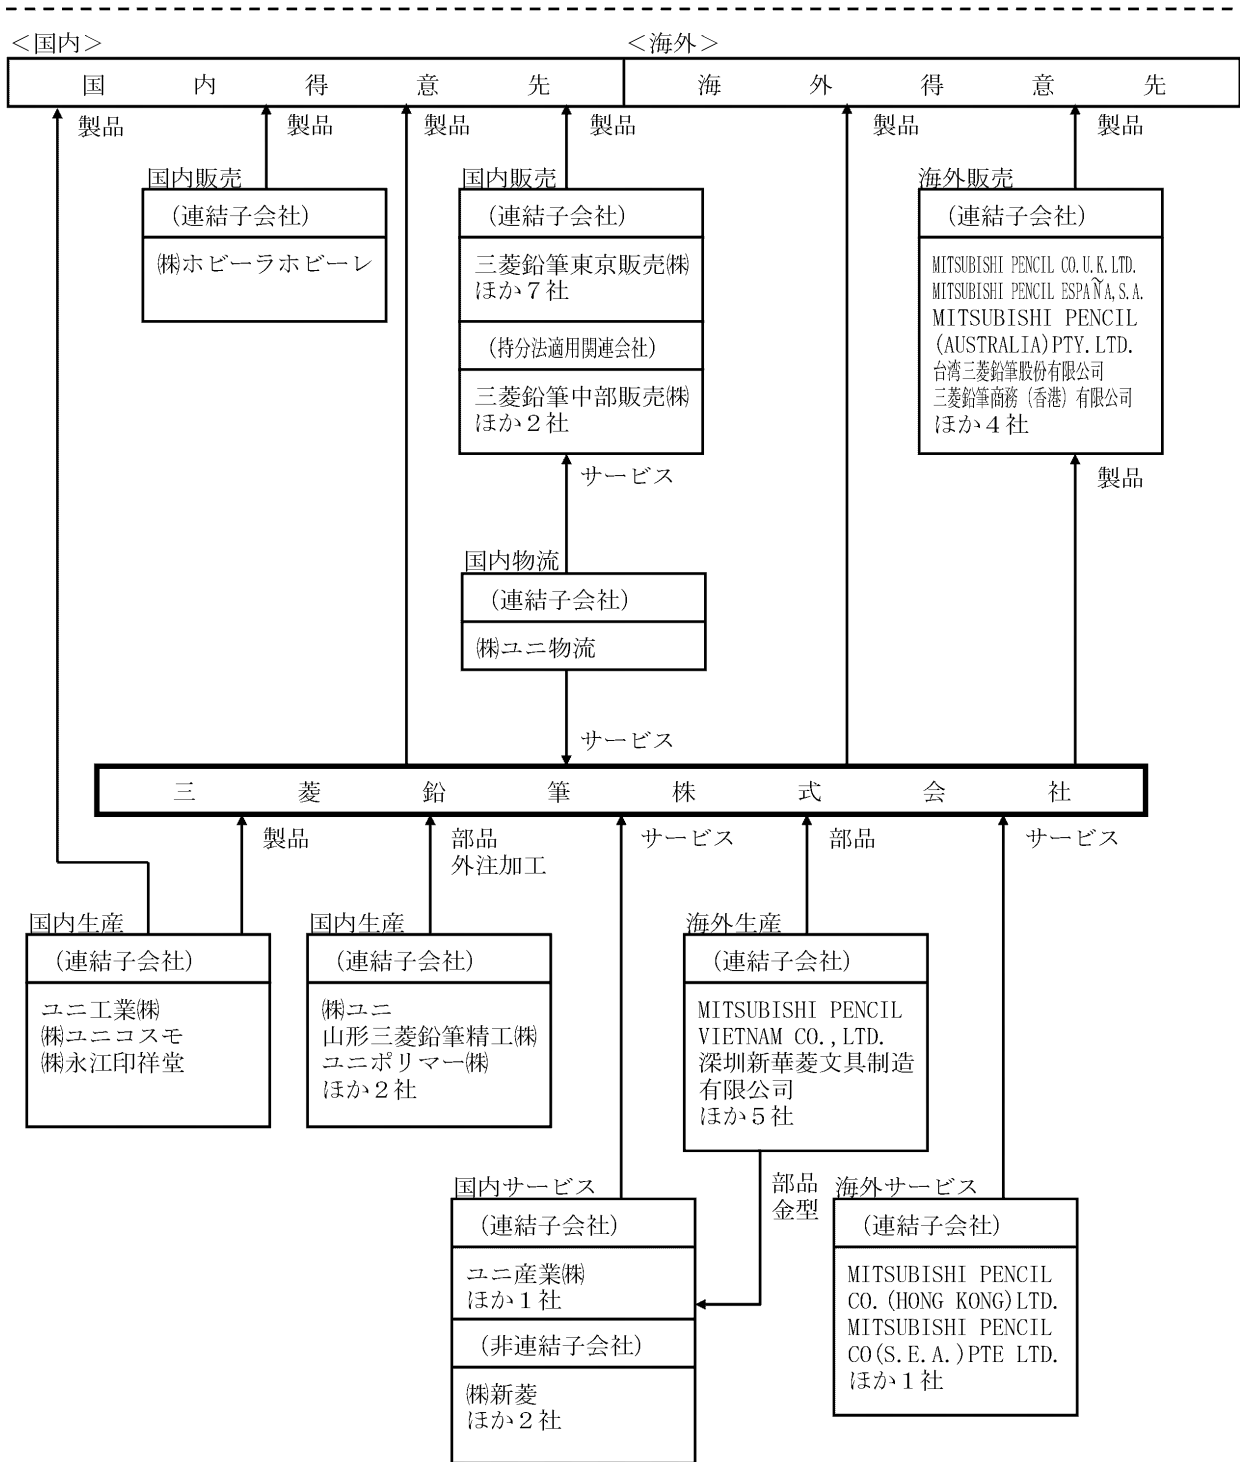 ＜国内＞
＜海外＞
国内得意先
海外得意先
製品
製品
製品
製品
製品
製品
国内販売
（連結子会社）
㈱ホビーラホビーレ
国内販売
（連結子会社）
三菱鉛筆東京販売㈱
ほか７社
（持分法適用関連会社）
三菱鉛筆中部販売㈱
ほか２社
海外販売
（連結子会社）
MITSUBISHI PENCIL CO.U.K.LTD.
MITSUBISHI PENCIL ESPAÑA,S.A.
MITSUBISHI PENCIL
(AUSTRALIA)PTY.LTD.
台湾三菱鉛筆股份有限公司
三菱鉛筆商務（香港）有限公司
ほか４社
サービス
製品
国内物流
（連結子会社）
㈱ユニ物流
サービス
三菱鉛筆株式会社
製品
部品
外注加工
サービス
部品
サービス
国内生産
（連結子会社）
ユニ工業㈱
㈱ユニコスモ
㈱永江印祥堂
国内生産
（連結子会社）
㈱ユニ
山形三菱鉛筆精工㈱
ユニポリマー㈱
ほか２社
海外生産
（連結子会社）
MITSUBISHI PENCIL
VIETNAM CO.,LTD.
深圳新華菱文具制造
有限公司
ほか５社
部品
金型
国内サービス
（連結子会社）
ユニ産業㈱
ほか１社
（非連結子会社）
㈱新菱
ほか２社
海外サービス
（連結子会社）
MITSUBISHI PENCIL
CO.(HONG KONG)LTD.
MITSUBISHI PENCIL
CO(S.E.A.)PTE LTD.
ほか１社